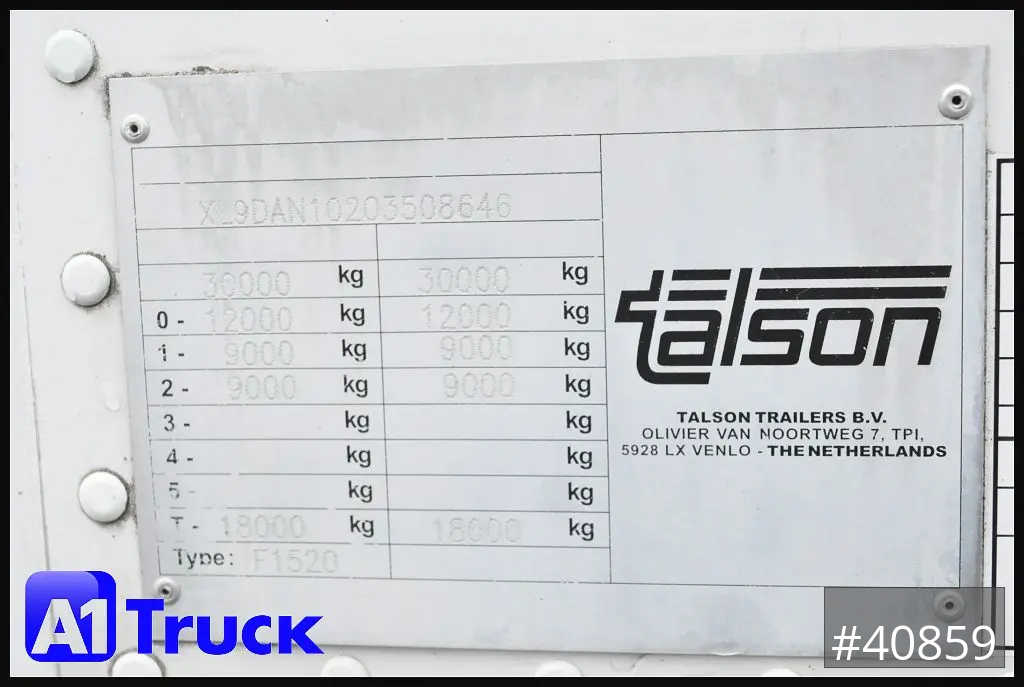 XL9DAN10203508646
30000 kg 30000 kg
0 - 12000 kg 12000 kg
1 - 9000 kg 9000 kg
2 - 9000 kg 9000 kg
3 - kg kg
4 - kg kg
5 - kg kg
T - 18000 kg 18000 kg
Type: F1520
talson
TALSON TRAILERS B.V.
OLIVIER VAN NOORTWEG 7, TPI,
5928 LX VENLO - THE NETHERLANDS
A1 Truck
#40859